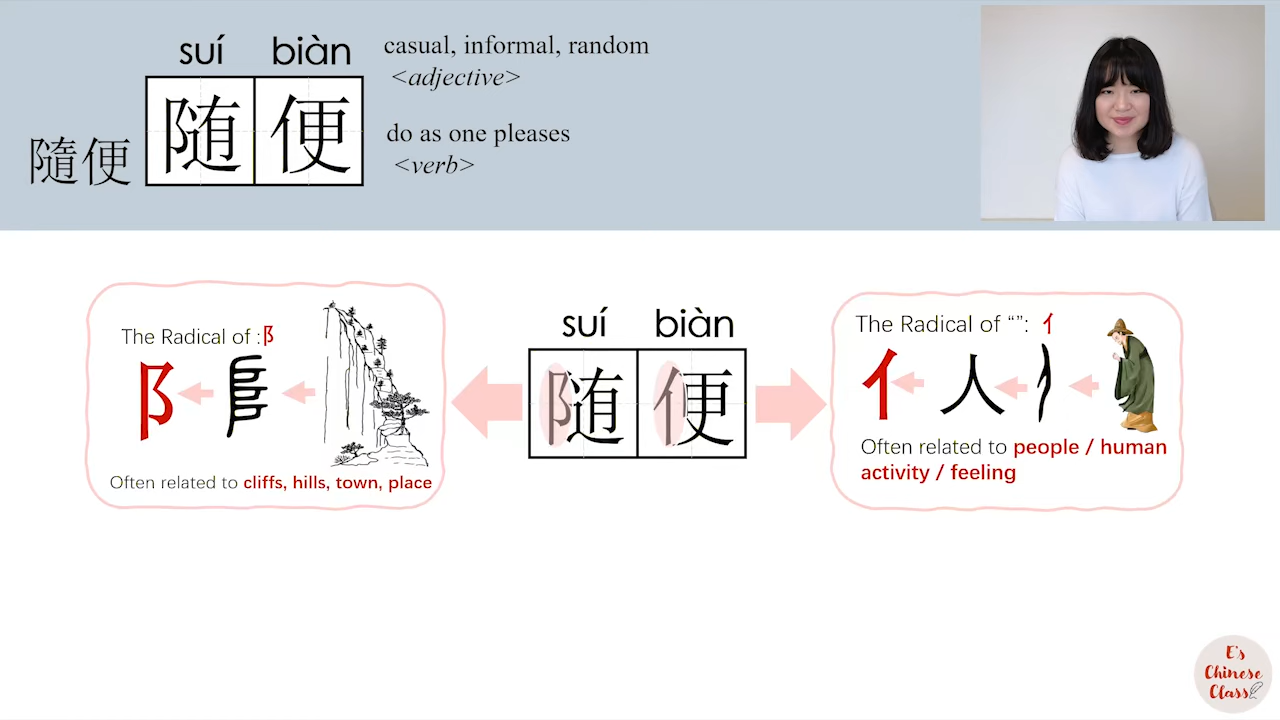 suí biàn
casual, informal, random
<adjective>
隨便
随便
do as one pleases
<verb>
The Radical of :阝
阝
Often related to cliffs, hills, town, place
suí biàn
随便
The Radical of “”: 亻
亻 人
Often related to people / human
activity / feeling
E's
Chinese
Class